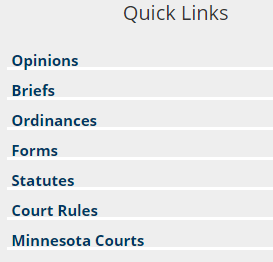 Quick Links
Opinions
Briefs
Ordinances
Forms
Statutes
Court Rules
Minnesota Courts